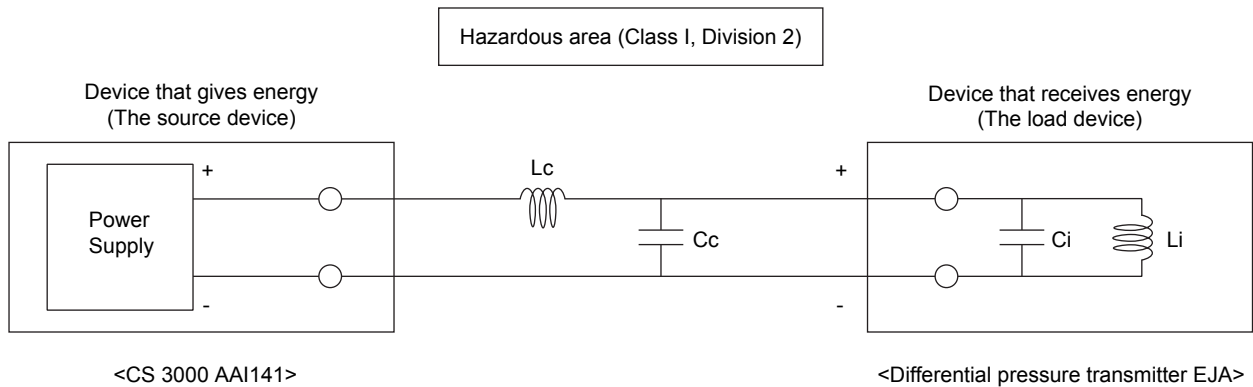 Hazardous area (Class I, Division 2)
Device that gives energy
(The source device)
Device that receives energy
(The load device)
+
Lc
+
Power
Supply
Cc
Ci
Li
-
-
<CS 3000 AAI141>
<Differential pressure transmitter EJA>